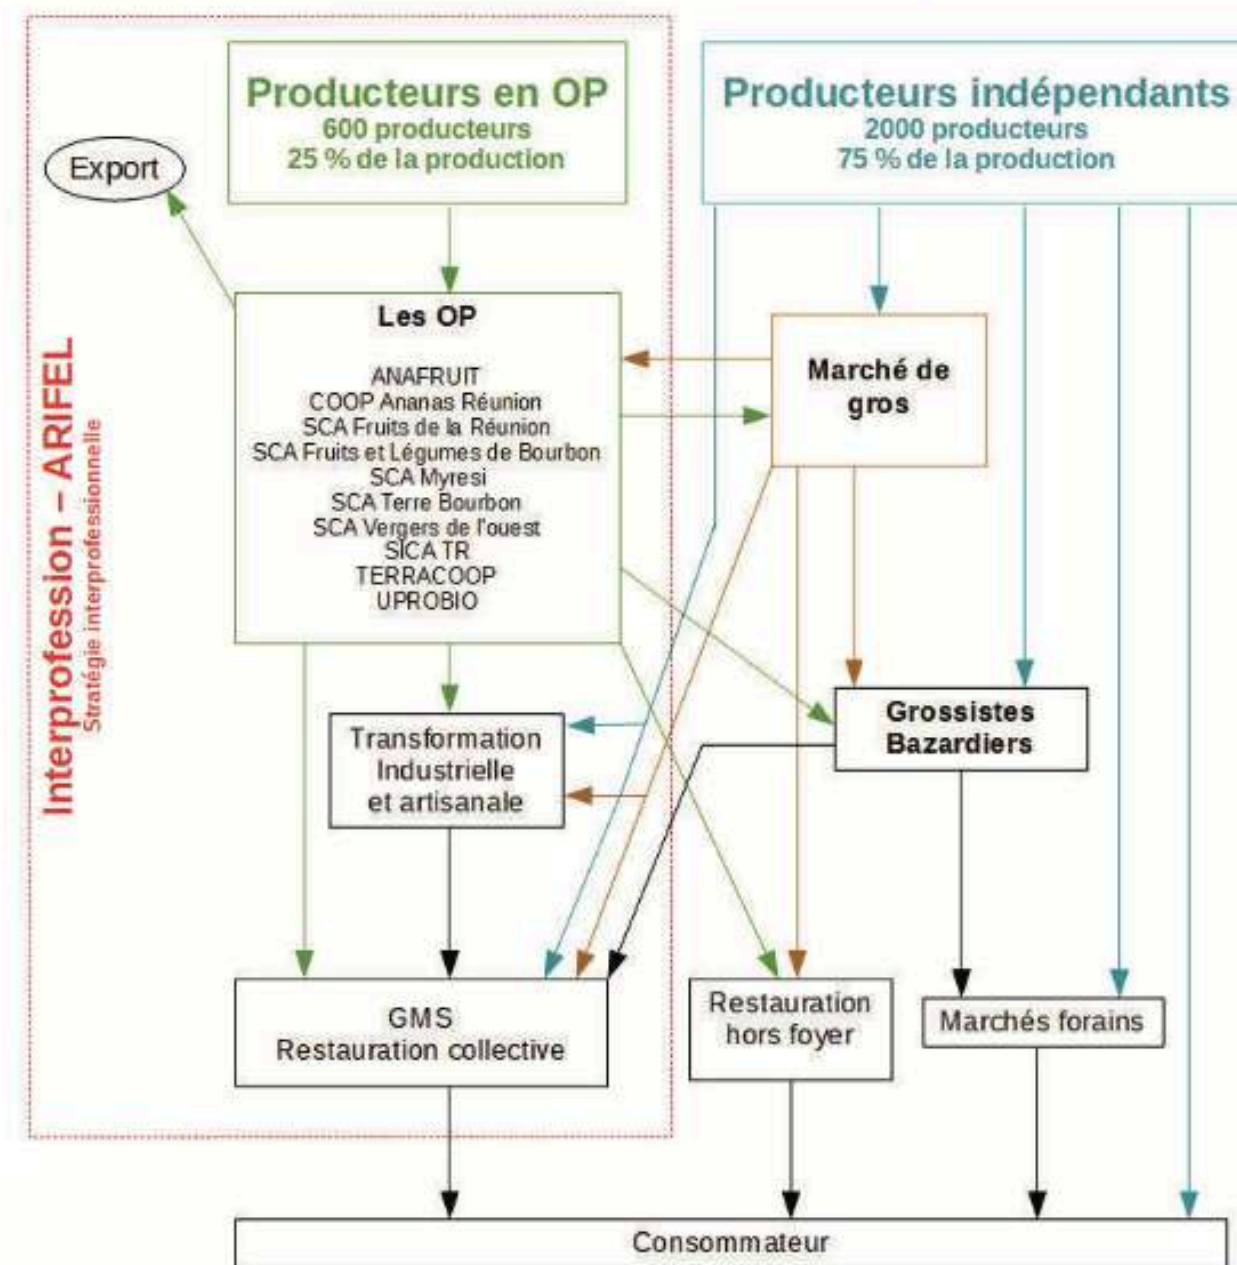 Producteurs en OP
600 producteurs
25 % de la production
Producteurs indépendants
2000 producteurs
75 % de la production
Export
Interprofession – ARIFEL
Stratégie interprofessionnelle
Les OP
ANAFRUIT
COOP Ananas Réunion
SCA Fruits de la Réunion
SCA Fruits et Légumes de Bourbon
SCA Myresi
SCA Terre Bourbon
SCA Vergers de l'ouest
SICA TR
TERRACOOP
UPROBIO
Marché de
gros
Transformation
Industrielle
et artisanale
Grossistes
Bazardiers
GMS
Restauration collective
Restauration
hors foyer
Marchés forains
Consommateur